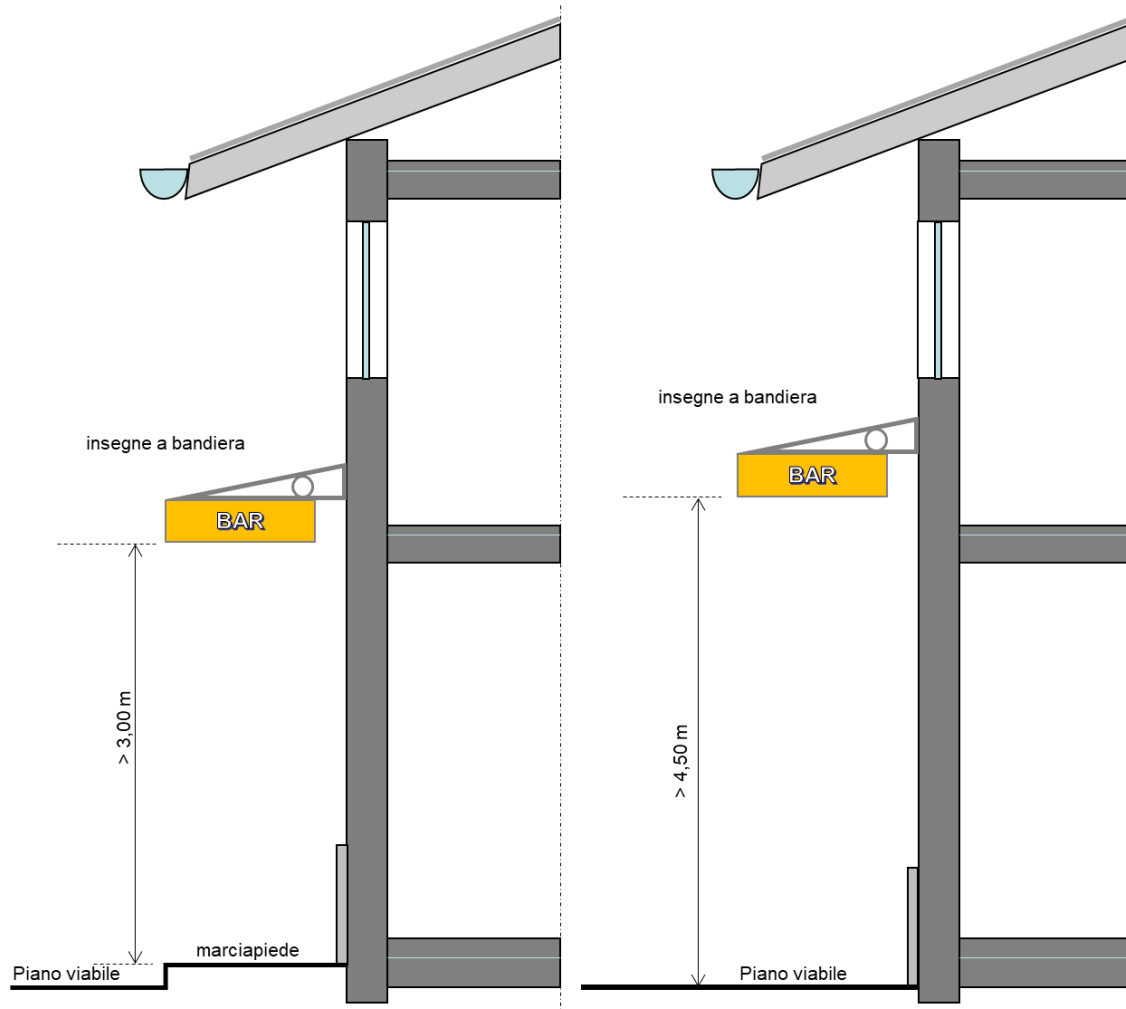 insegne a bandiera
BAR
> 3,00 m
marciapiede
Piano viabile
insegne a bandiera
BAR
> 4,50 m
Piano viabile